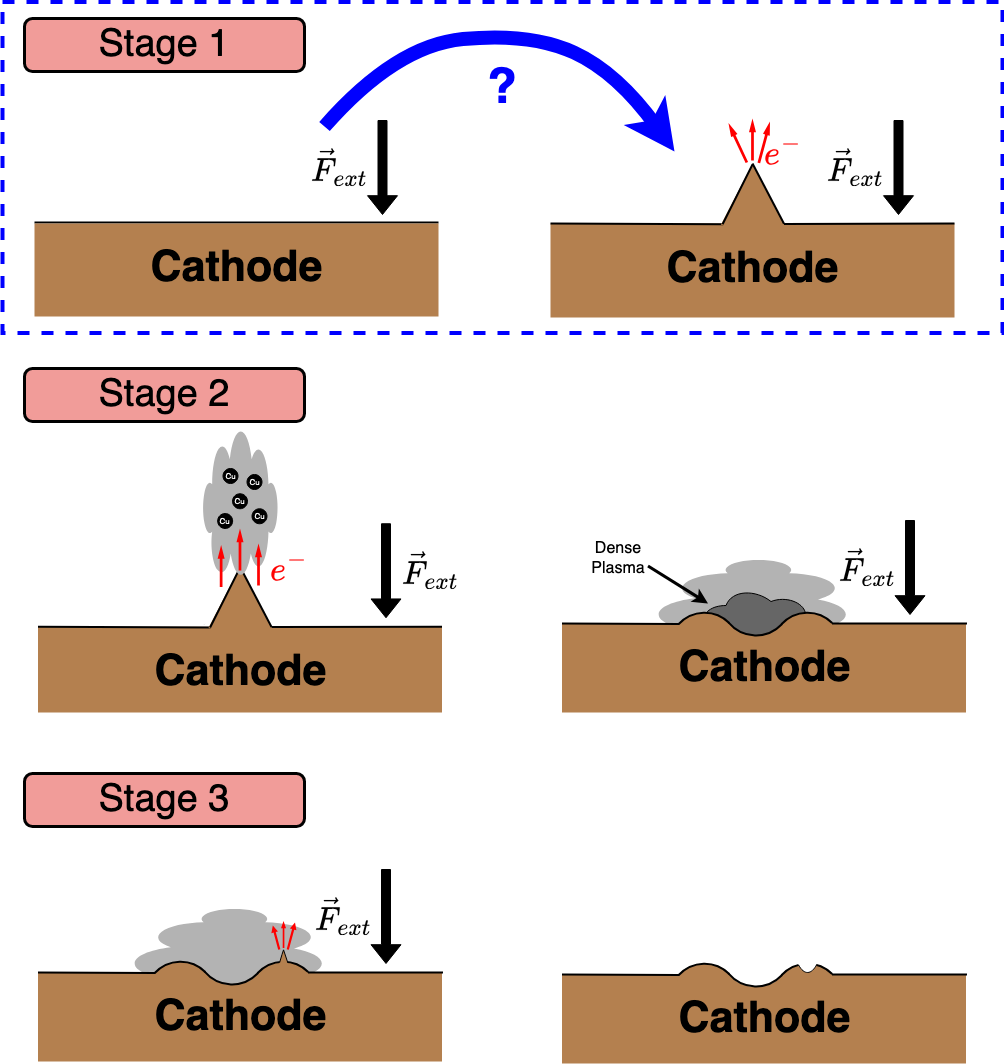 Stage 1
?
F⃗ext
e−
F⃗ext
Cathode
Cathode
Stage 2
Cu
Cu
Cu
Cu
Cu
e−
F⃗ext
Dense
Plasma
F⃗ext
Cathode
Cathode
Stage 3
F⃗ext
Cathode
Cathode